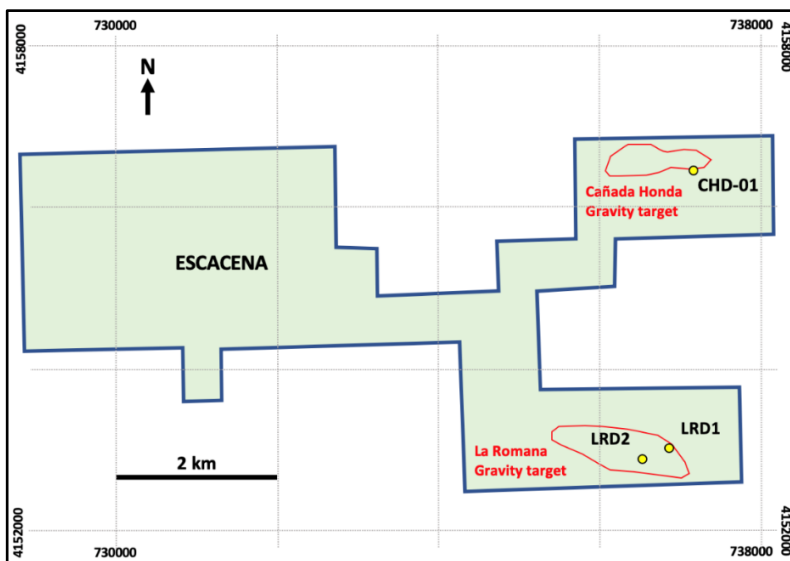 730000
738000
4158000
4158000
N
CHD-01
Cañada Honda
Gravity target
ESCACENA
LRD1
LRD2
La Romana
Gravity target
2 km
4152000
4152000
730000
738000